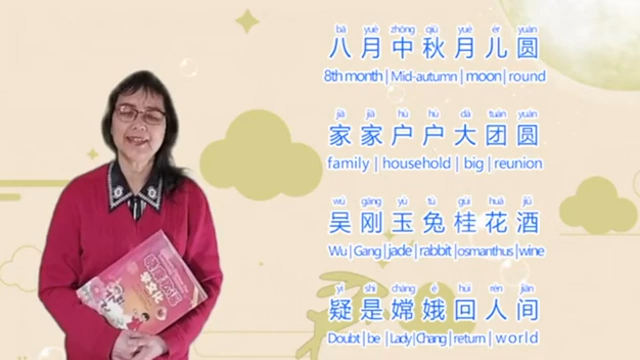 bā yuè zhōng qiū yuè ér yuán
八月中秋月儿圆
8th month | Mid-autumn | moon | round
jiā jiā hù hù dà tuán yuán
家家户户大团圆
family | household | big | reunion
wú gāng yù tù guì huā jiǔ
吴刚玉兔桂花酒
Wu | Gang | jade | rabbit | osmanthus | wine
yí shì cháng é huí rén jiān
疑是嫦娥回人间
Doubt | be | Lady | Chang | return | world